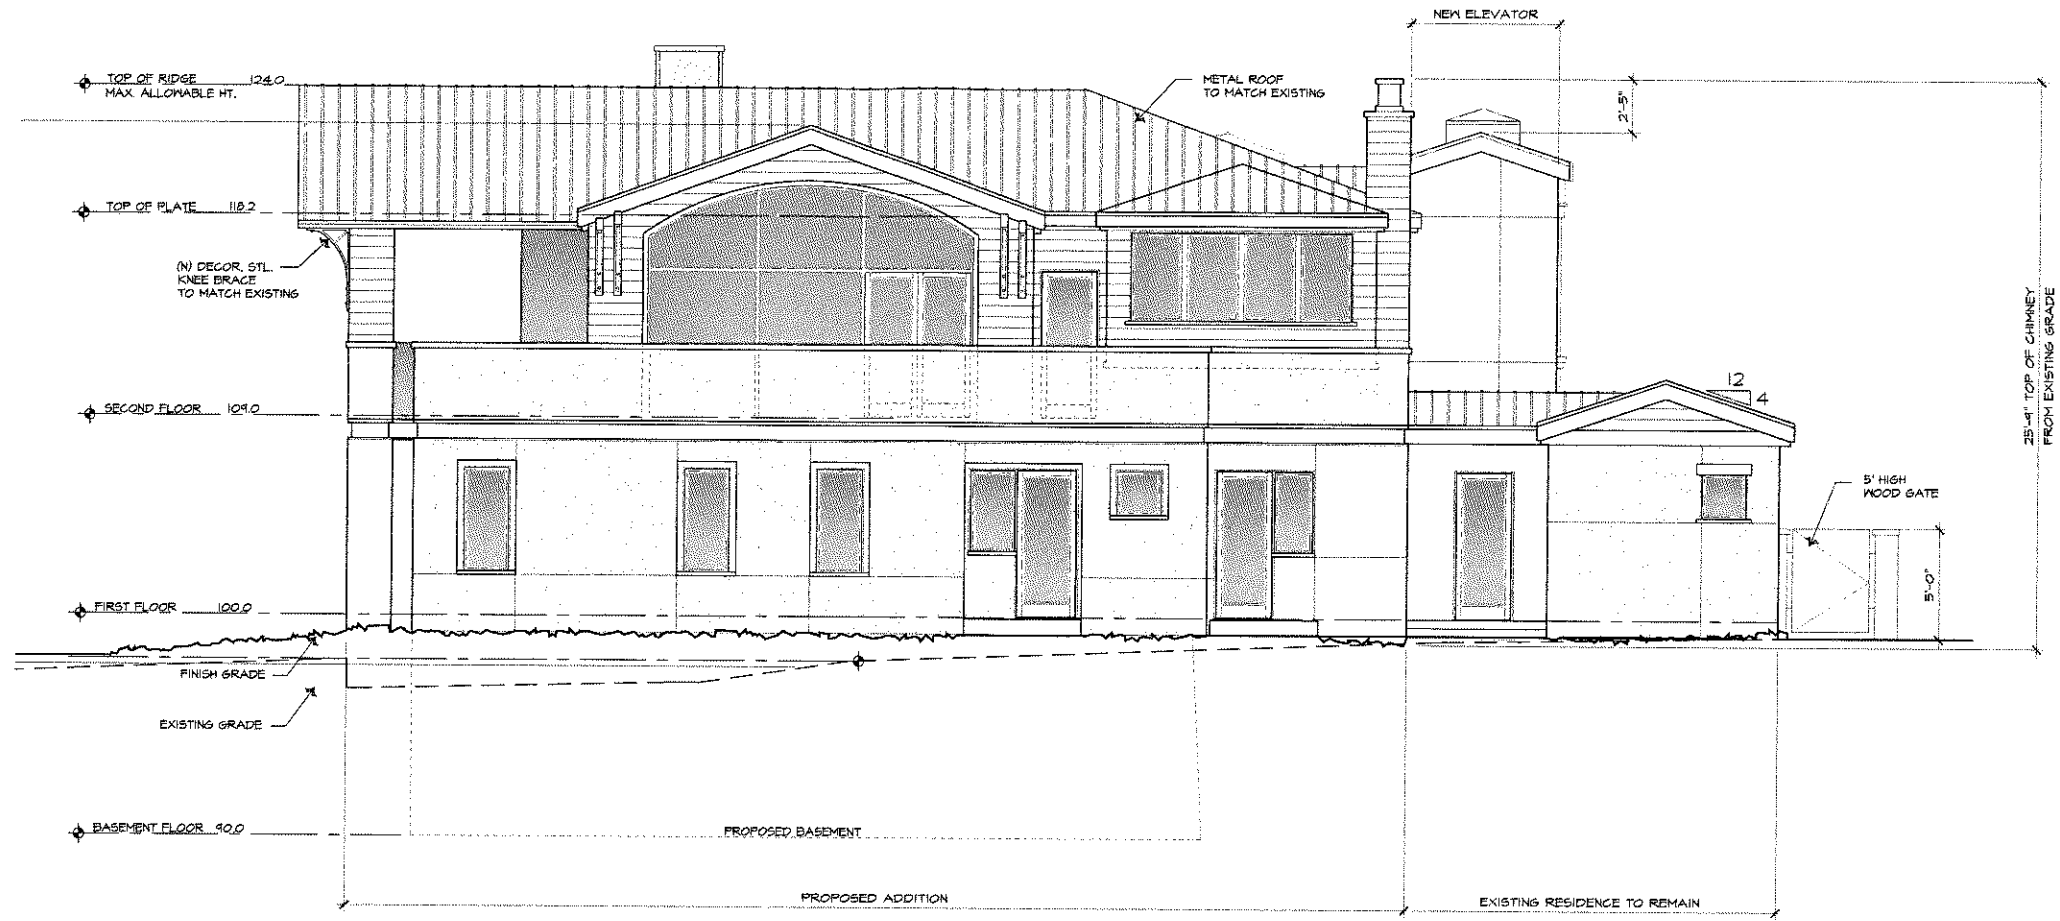 NEW ELEVATOR
TOP OF RIDGE 124.0
MAX. ALLOWABLE HT.
METAL ROOF
TO MATCH EXISTING
2'-5"
TOP OF PLATE 118.2
(N) DECOR. STL.
KNEE BRACE
TO MATCH EXISTING
25'-9" TOP OF CHIMNEY
FROM EXISTING GRADE
12
4
SECOND FLOOR 109.0
5' HIGH
WOOD GATE
5'-0"
FIRST FLOOR 100.0
FINISH GRADE
EXISTING GRADE
BASEMENT FLOOR 90.0
PROPOSED BASEMENT
PROPOSED ADDITION
EXISTING RESIDENCE TO REMAIN